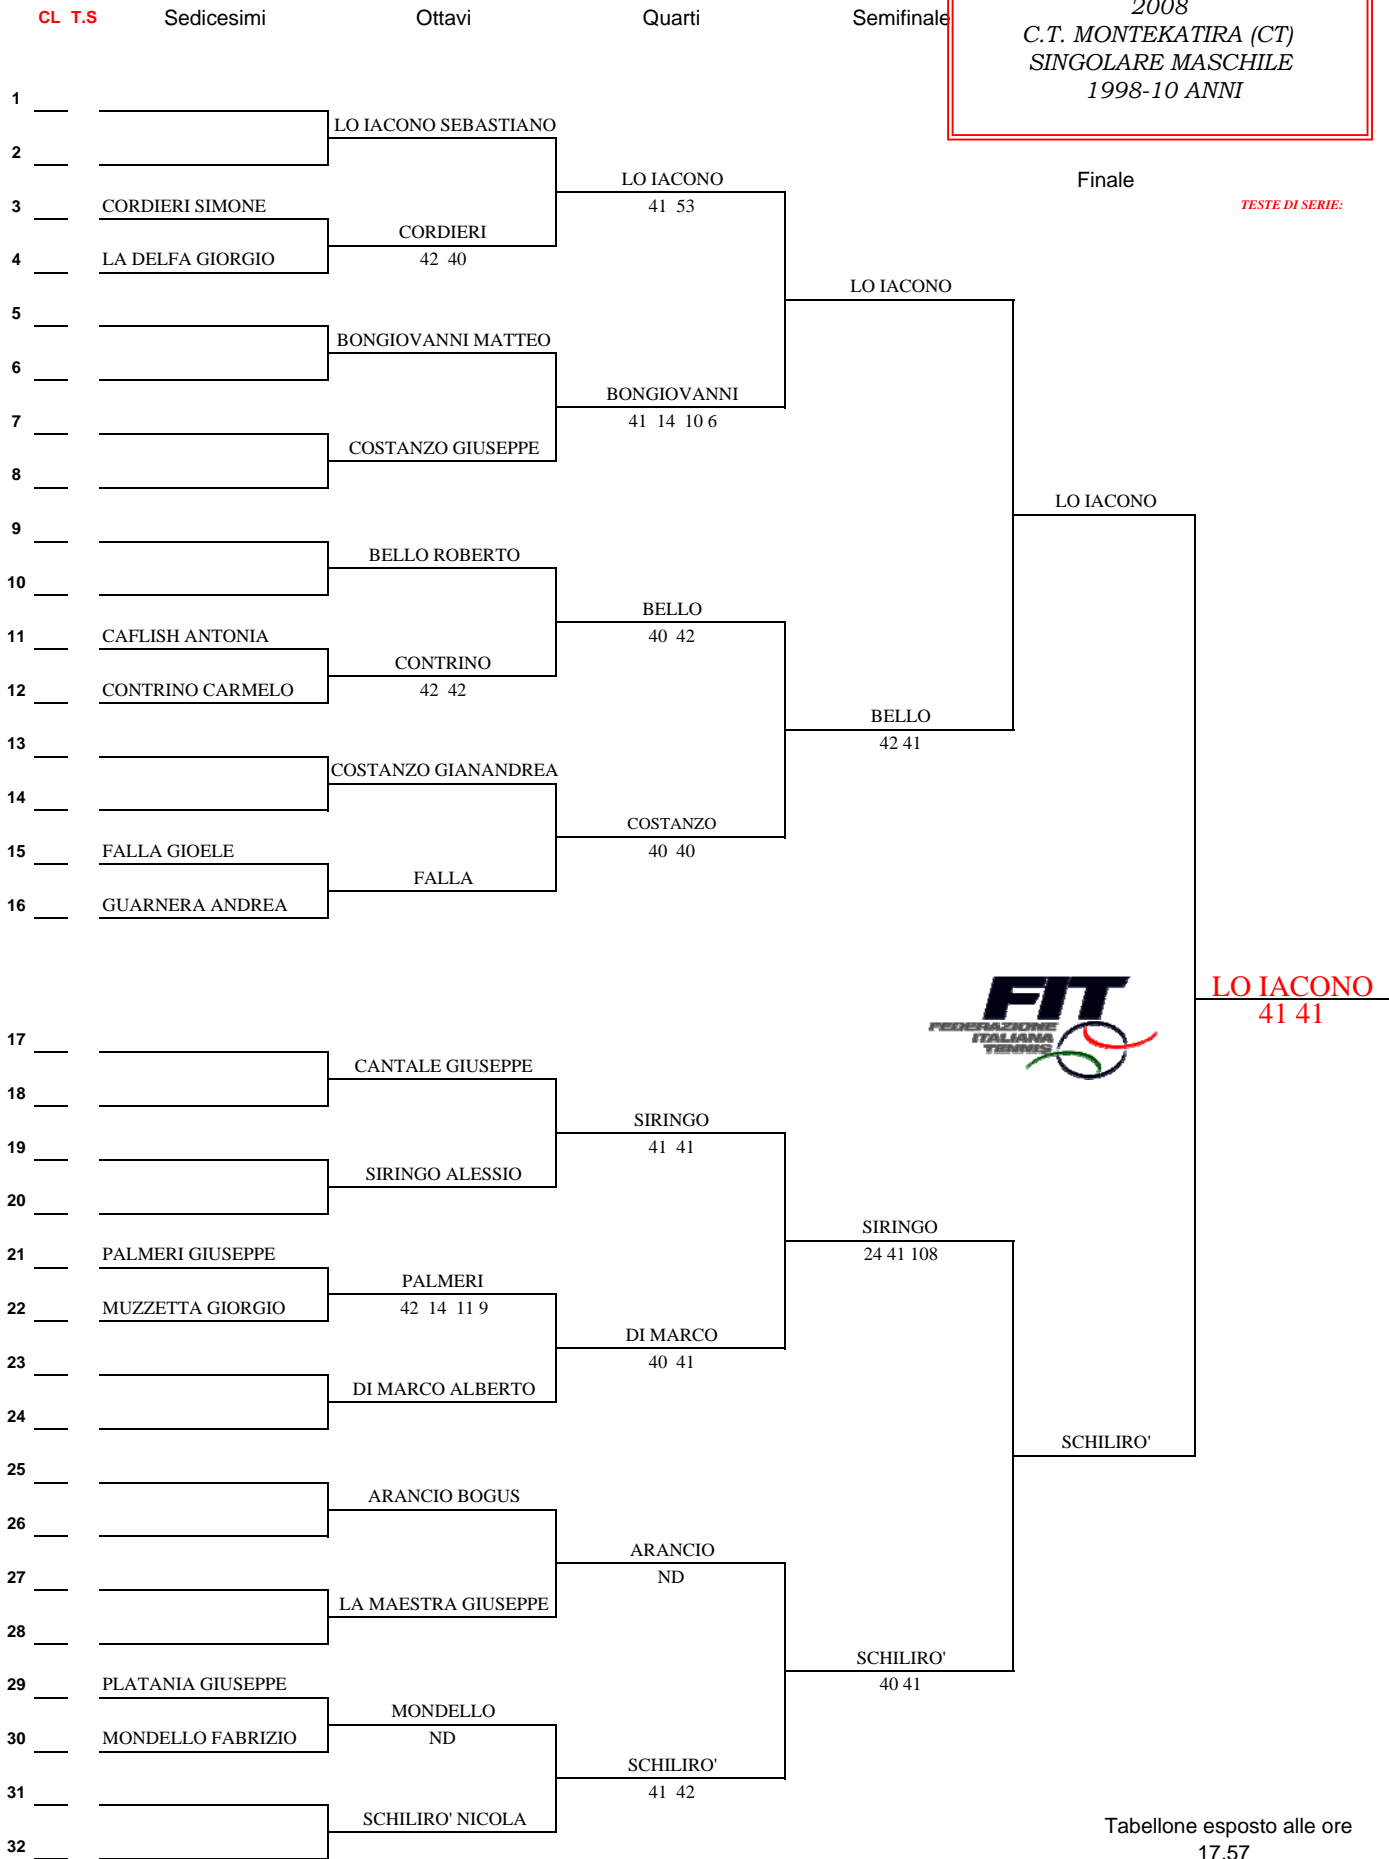 CL T.S Sedicesimi Ottavi Quarti Semifinale
2008
C.T. MONTEKATIRA (CT)
SINGOLARE MASCHILE
1998-10 ANNI
Finale
TESTE DI SERIE:
1
LO IACONO SEBASTIANO
2
LO IACONO
41 53
3 CORDIERI SIMONE
CORDIERI
42 40
4 LA DELFA GIORGIO
LO IACONO
5
BONGIOVANNI MATTEO
6
BONGIOVANNI
41 14 10 6
7
COSTANZO GIUSEPPE
8
LO IACONO
9
BELLO ROBERTO
10
BELLO
40 42
11 CAFLISH ANTONIA
CONTRINO
42 42
12 CONTRINO CARMELO
BELLO
42 41
13
COSTANZO GIANANDREA
14
COSTANZO
40 40
15 FALLA GIOELE
FALLA
16 GUARNERA ANDREA
FIT
FEDERAZIONE
ITALIANA
TENNIS
LO IACONO
41 41
17
CANTALE GIUSEPPE
18
SIRINGO
41 41
19
SIRINGO ALESSIO
20
SIRINGO
24 41 108
21 PALMERI GIUSEPPE
PALMERI
42 14 11 9
22 MUZZETTA GIORGIO
DI MARCO
40 41
23
DI MARCO ALBERTO
24
SCHILIRO'
25
ARANCIO BOGUS
26
ARANCIO
ND
27
LA MAESTRA GIUSEPPE
28
SCHILIRO'
40 41
29 PLATANIA GIUSEPPE
MONDELLO
ND
30 MONDELLO FABRIZIO
SCHILIRO'
41 42
31
SCHILIRO' NICOLA
32
Tabellone esposto alle ore
17.57